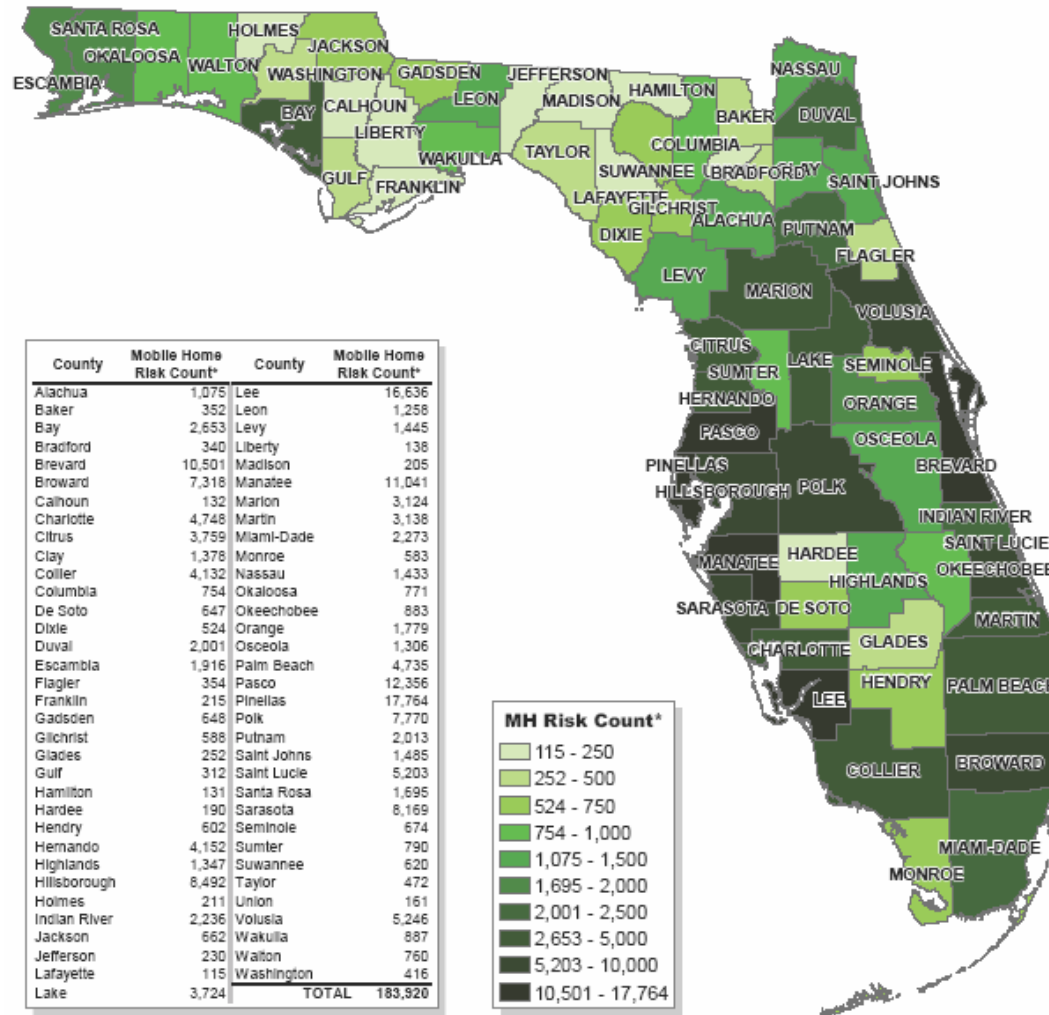 SANTA ROSA
HOLMES
OKALOOSA
JACKSON
WALTON
ESCAMBIA
WASHINGTON
GADSDEN
JEFFERSON
NASSAU
LEON
HAMILTON
CALHOUN
MADISON
BAY
BAKER
DUVAL
LIBERTY
COLUMBIA
TAYLOR
WAKULLA
SUWANNEE
BRADFORD
CLAY
GULF
FRANKLIN
SAINT JOHNS
LAFAYETTE
GILCHRIST
ALACHUA
PUTNAM
DIXIE
FLAGLER
LEVY
MARION
VOLUSIA
CITRUS
LAKE
SEMINOLE
SUMTER
HERNANDO
ORANGE
PASCO
OSCEOLA
PINELLAS
BREVARD
POLK
HILLSBOROUGH
INDIAN RIVER
SAINT LUCIE
MANATEE
HARDEE
OKEECHOBEE
HIGHLANDS
SARASOTA
DE SOTO
MARTIN
CHARLOTTE
GLADES
HENDRY
PALM BEACH
LEE
BROWARD
COLLIER
MIAMI-DADE
MONROE
County Mobile Home Risk Count* County Mobile Home Risk Count*
Alachua 1,075 Lee 16,636
Baker 352 Leon 1,258
Bay 2,653 Levy 1,445
Bradford 340 Liberty 138
Brevard 10,501 Madison 205
Broward 7,318 Manatee 11,041
Calhoun 132 Marion 3,124
Charlotte 4,748 Martin 3,138
Citrus 3,759 Miami-Dade 2,273
Clay 1,378 Monroe 583
Collier 4,132 Nassau 1,433
Columbia 754 Okaloosa 771
De Soto 647 Okeechobee 883
Dixie 524 Orange 1,779
Duval 2,001 Osceola 1,306
Escambia 1,916 Palm Beach 4,735
Flagler 354 Pasco 12,356
Franklin 215 Pinellas 17,764
Gadsden 648 Polk 7,770
Gilchrist 588 Putnam 2,013
Glades 252 Saint Johns 1,485
Gulf 312 Saint Lucie 5,203
Hamilton 131 Santa Rosa 1,695
Hardee 190 Sarasota 8,169
Hendry 602 Seminole 674
Hernando 4,152 Sumter 790
Highlands 1,347 Suwannee 620
Hillsborough 8,492 Taylor 472
Holmes 211 Union 161
Indian River 2,236 Volusia 5,246
Jackson 662 Wakulla 887
Jefferson 230 Walton 760
Lafayette 115 Washington 416
Lake 3,724 TOTAL 183,920
MH Risk Count*
115 - 250
252 - 500
524 - 750
754 - 1,000
1,075 - 1,500
1,695 - 2,000
2,001 - 2,500
2,653 - 5,000
5,203 - 10,000
10,501 - 17,764